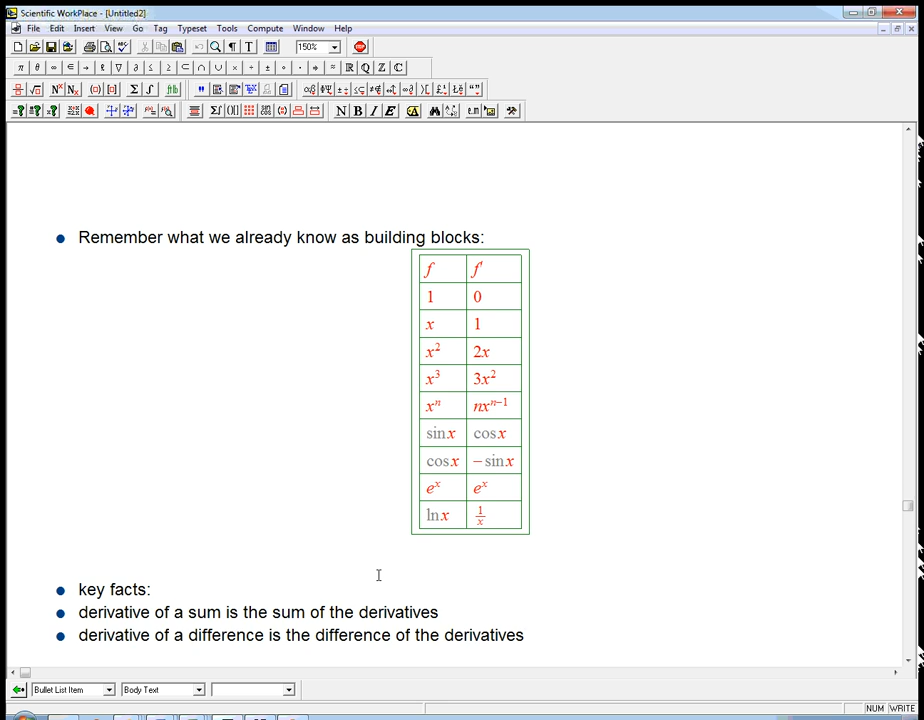 Scientific WorkPlace - [Untitled2]
File Edit Insert View Go Tag Typeset Tools Compute Window Help
150%
N B I E
• Remember what we already know as building blocks:
f f′
1 0
x 1
x² 2x
x³ 3x²
xⁿ nxⁿ⁻¹
sin x cos x
cos x −sin x
eˣ eˣ
ln x 1/x
• key facts:
• derivative of a sum is the sum of the derivatives
• derivative of a difference is the difference of the derivatives
Bullet List Item Body Text
NUM WRITE